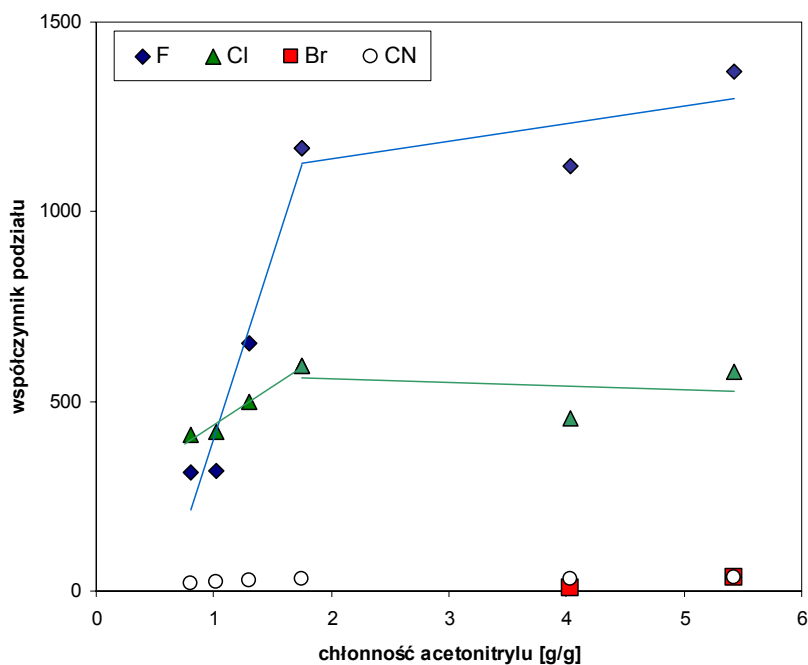 1500
F Cl Br CN
1000
współczynnik podziału
500
0
0 1 2 3 4 5 6
chłonność acetonitrylu [g/g]